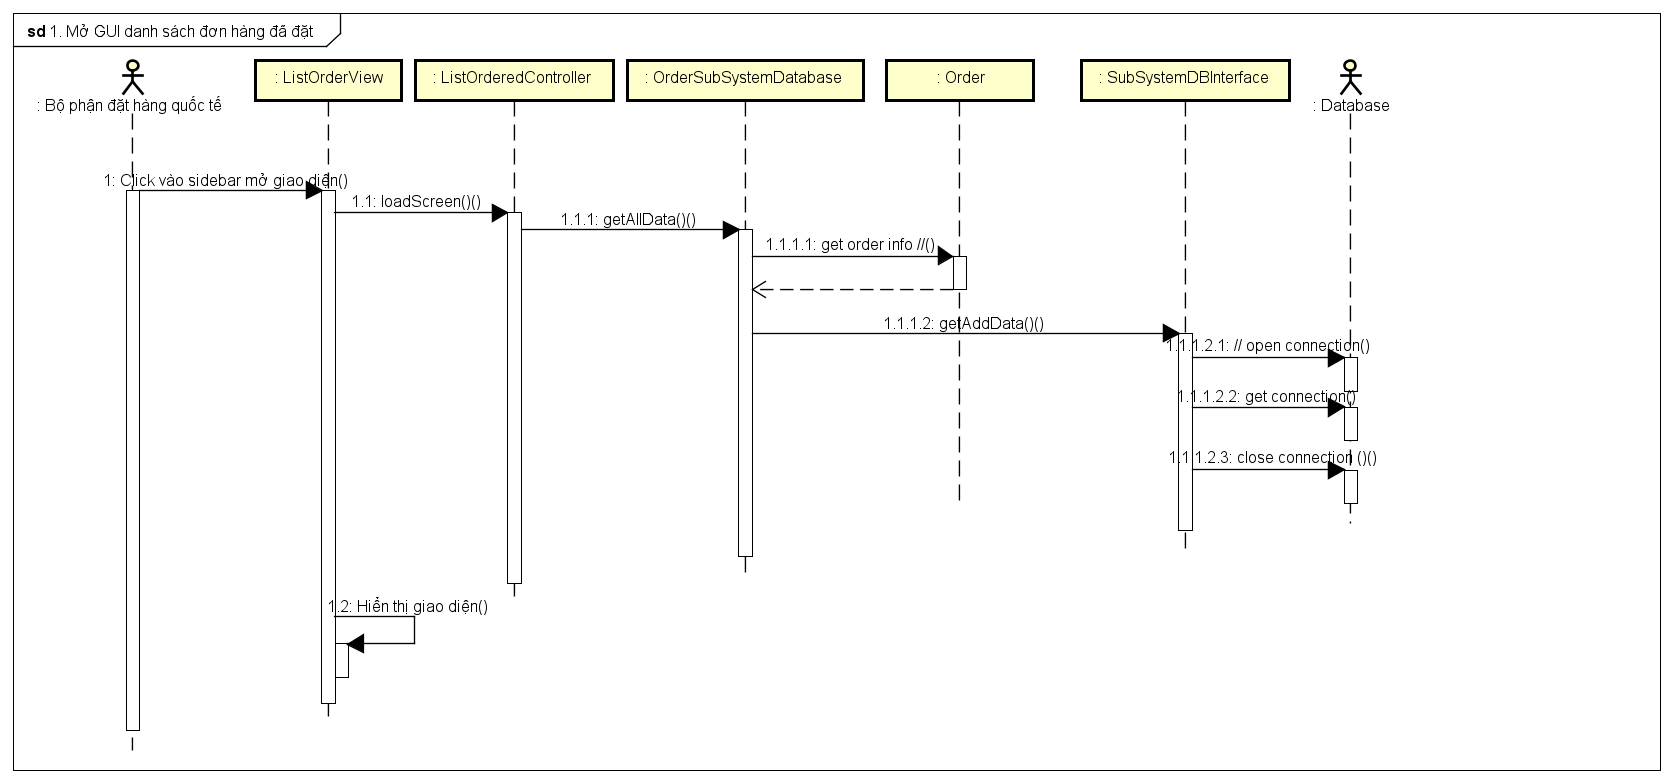 sd 1. Mở GUI danh sách đơn hàng đã đặt
: Bộ phận đặt hàng quốc tế
: ListOrderView
: ListOrderedController
: OrderSubSystemDatabase
: Order
: SubSystemDBInterface
: Database
1: Click vào sidebar mở giao diện()
1.1: loadScreen()()
1.1.1: getAllData()()
1.1.1.1: get order info //()
1.1.1.2: getAddData()()
1.1.1.2.1: // open connection()
1.1.1.2.2: get connection()
1.1.1.2.3: close connection ()()
1.2: Hiển thị giao diện()